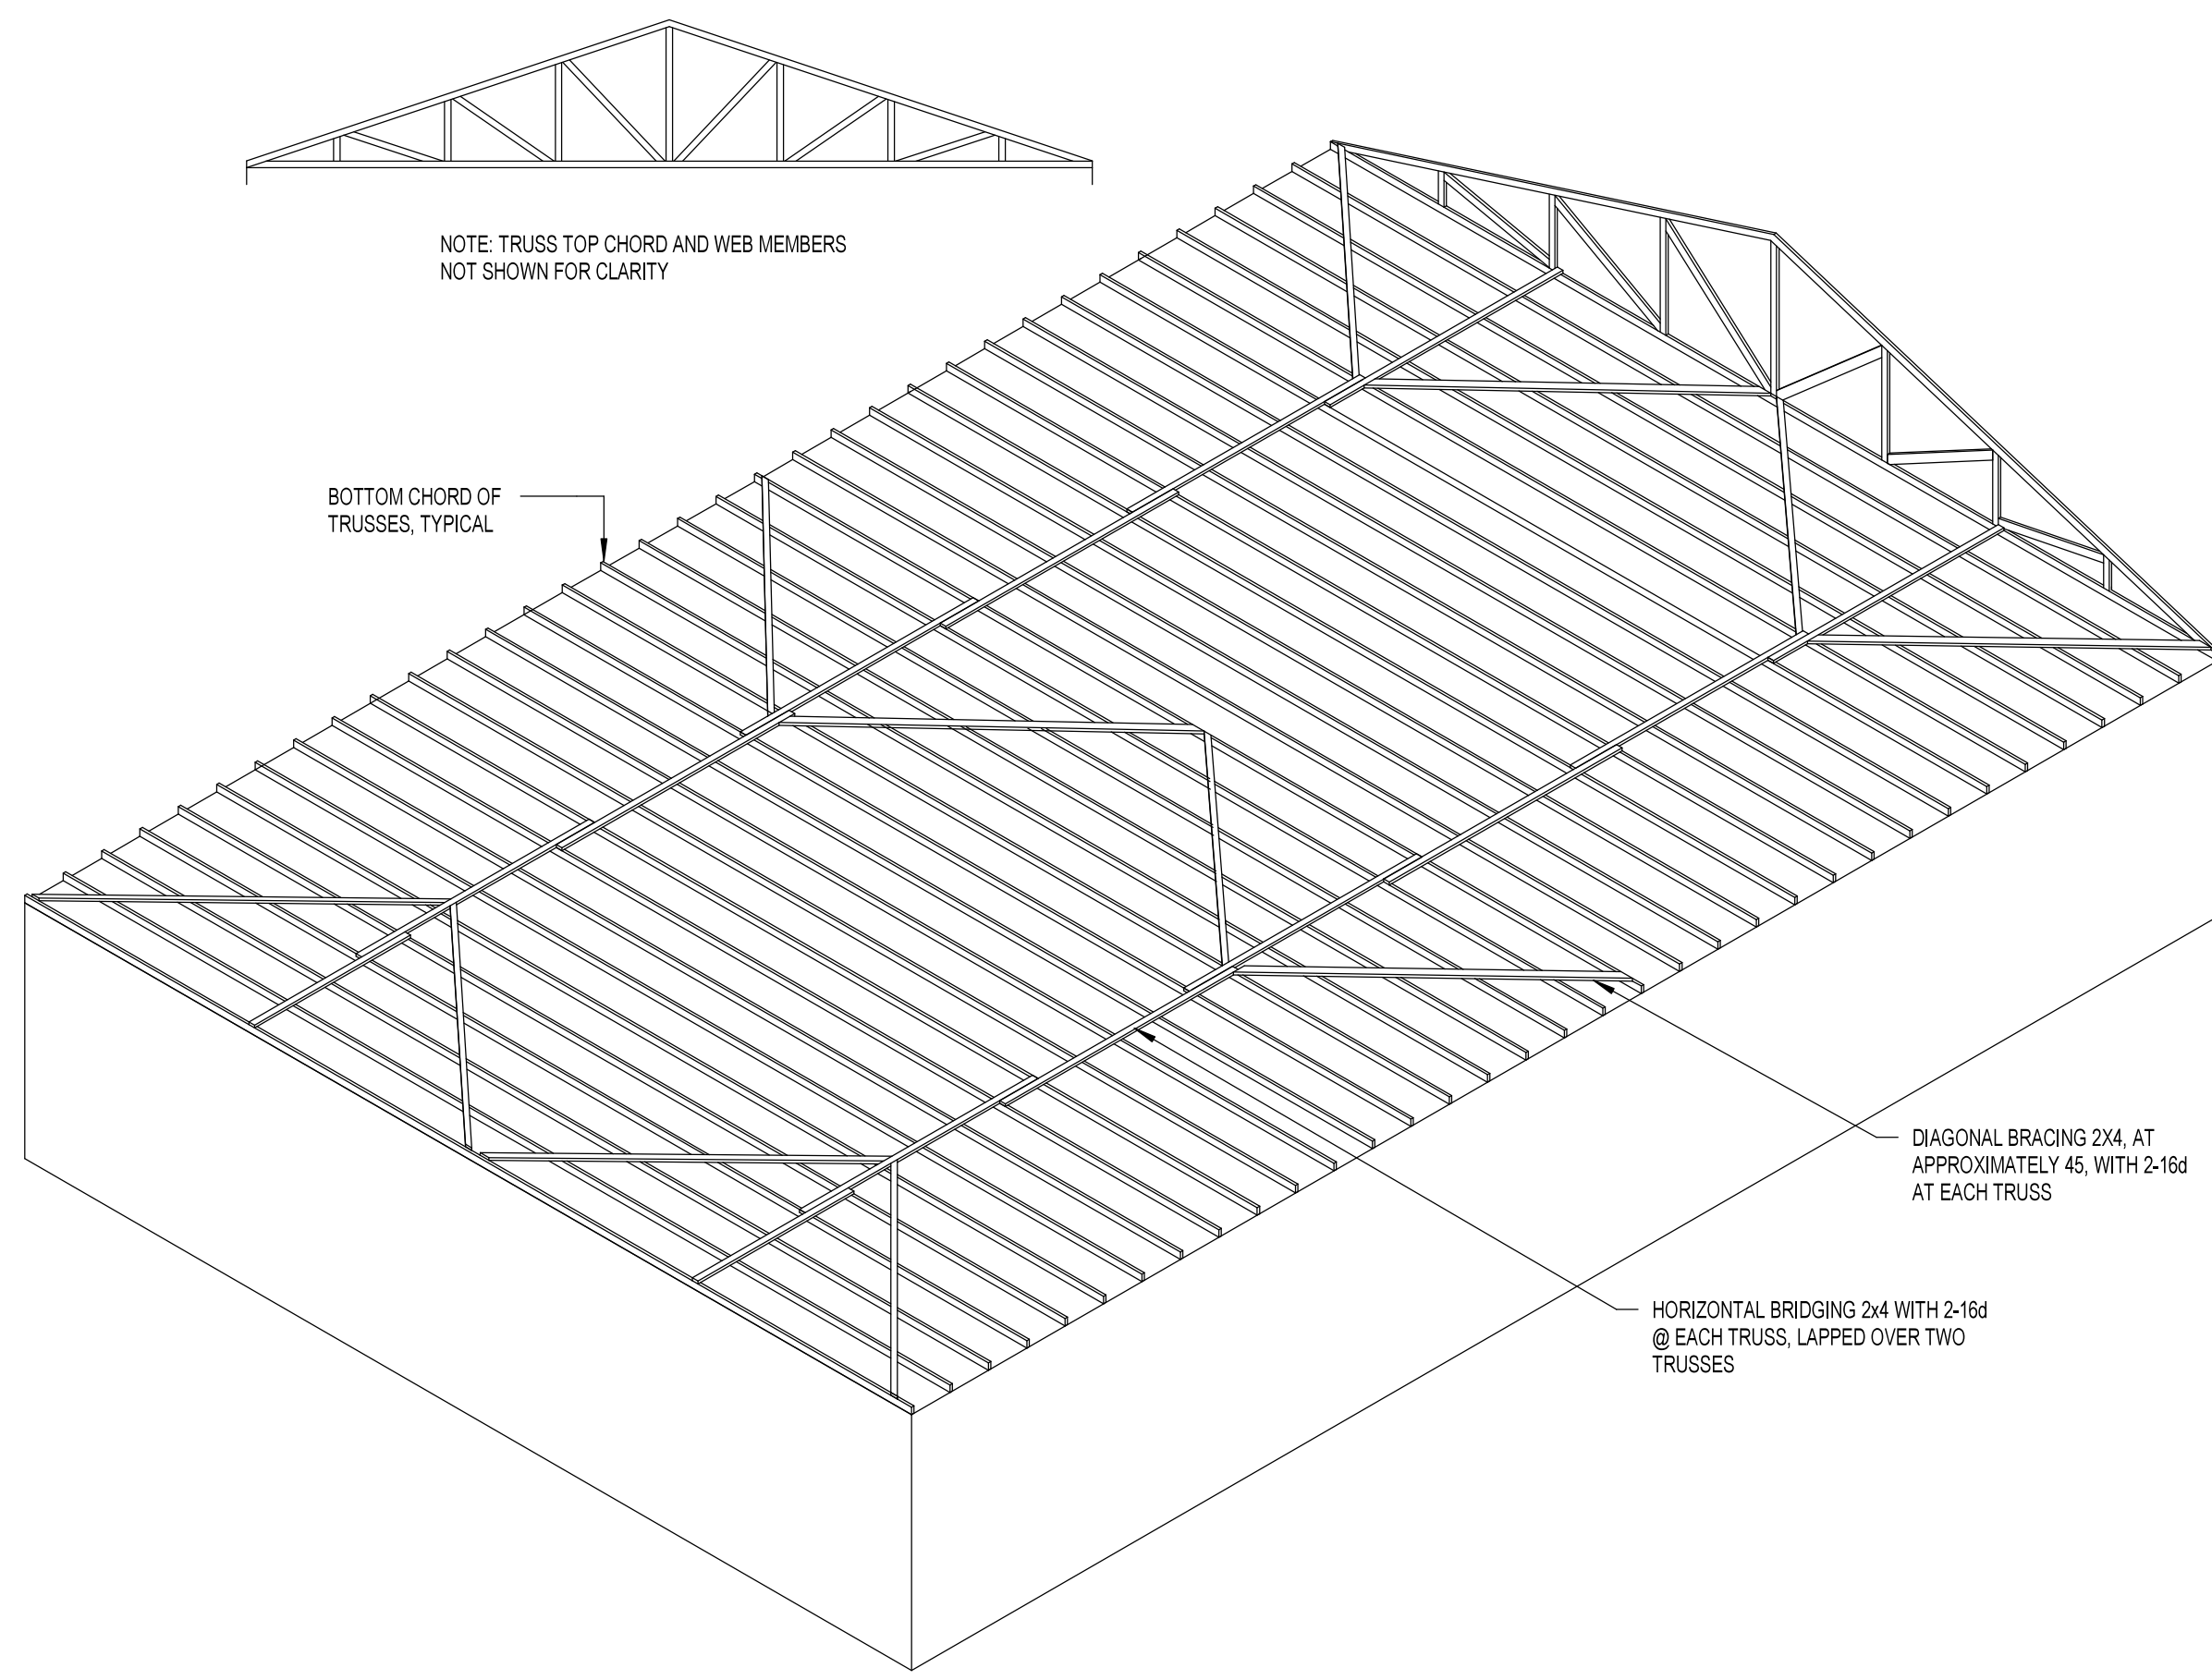 NOTE: TRUSS TOP CHORD AND WEB MEMBERS
NOT SHOWN FOR CLARITY
BOTTOM CHORD OF
TRUSSES, TYPICAL
DIAGONAL BRACING 2X4, AT
APPROXIMATELY 45, WITH 2-16d
AT EACH TRUSS
HORIZONTAL BRIDGING 2x4 WITH 2-16d
@ EACH TRUSS, LAPPED OVER TWO
TRUSSES